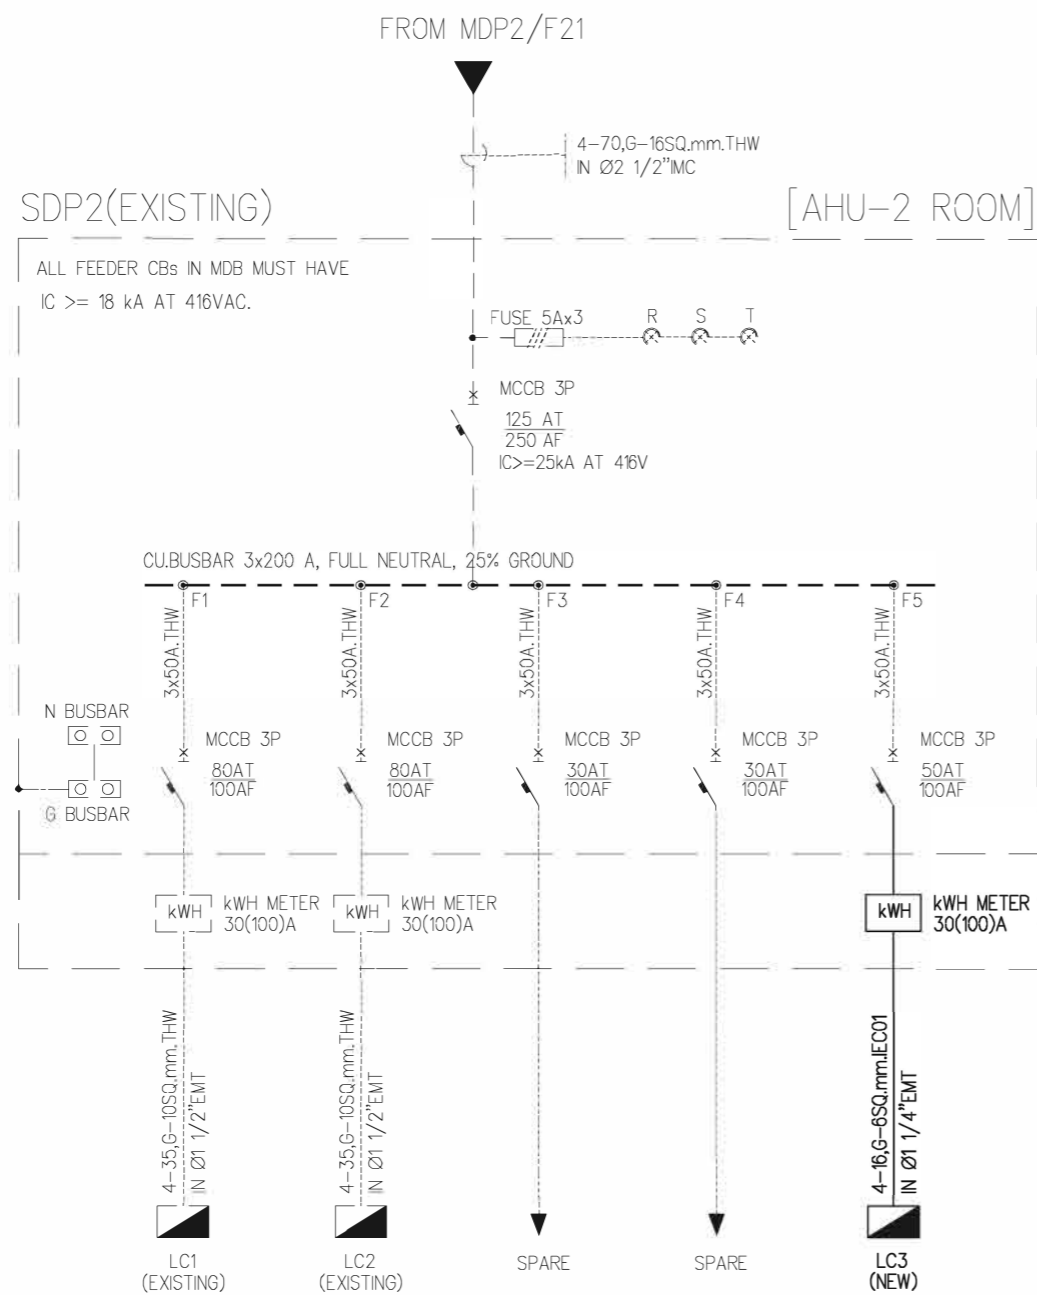 FROM MDP2/F21
4-70,G-16SQ.mm.THW
IN Ø2 1/2"IMC
SDP2(EXISTING)
[AHU-2 ROOM]
ALL FEEDER CBs IN MDB MUST HAVE
IC >= 18 kA AT 416VAC.
FUSE 5Ax3
R S T
MCCB 3P
125 AT
250 AF
IC>=25kA AT 416V
CU.BUSBAR 3x200 A, FULL NEUTRAL, 25% GROUND
F1 F2 F3 F4 F5
3x50A.THW 3x50A.THW 3x50A.THW 3x50A.THW 3x50A.THW
N BUSBAR
G BUSBAR
MCCB 3P MCCB 3P MCCB 3P MCCB 3P MCCB 3P
80AT 80AT 30AT 30AT 50AT
100AF 100AF 100AF 100AF 100AF
kWH kWH METER kWH kWH METER kWH kWH METER
30(100)A 30(100)A 30(100)A
4-35,G-10SQ.mm.THW
IN Ø1 1/2"EMT
4-35,G-10SQ.mm.THW
IN Ø1 1/2"EMT
4-16,G-6SQ.mm.IEC01
IN Ø1 1/4"EMT
LC1 LC2 SPARE SPARE LC3
(EXISTING) (EXISTING) (NEW)